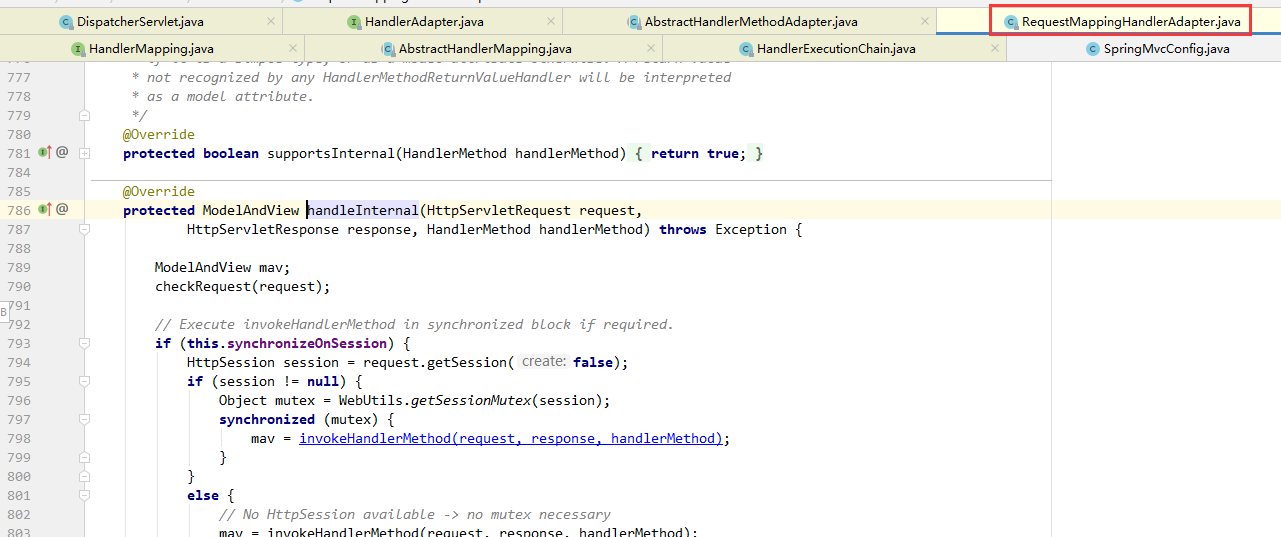 DispatcherServlet.java HandlerAdapter.java AbstractHandlerMethodAdapter.java RequestMappingHandlerAdapter.java
HandlerMapping.java AbstractHandlerMapping.java HandlerExecutionChain.java SpringMvcConfig.java
777 * not recognized by any HandlerMethodReturnValueHandler will be interpreted
778 * as a model attribute.
779 */
780 @Override
781 protected boolean supportsInternal(HandlerMethod handlerMethod) { return true; }
784
785 @Override
786 protected ModelAndView handleInternal(HttpServletRequest request,
787 HttpServletResponse response, HandlerMethod handlerMethod) throws Exception {
788
789 ModelAndView mav;
790 checkRequest(request);
791
792 // Execute invokeHandlerMethod in synchronized block if required.
793 if (this.synchronizeOnSession) {
794 HttpSession session = request.getSession( create: false);
795 if (session != null) {
796 Object mutex = WebUtils.getSessionMutex(session);
797 synchronized (mutex) {
798 mav = invokeHandlerMethod(request, response, handlerMethod);
799 }
800 }
801 else {
802 // No HttpSession available -> no mutex necessary
803 mav = invokeHandlerMethod(request, response, handlerMethod);